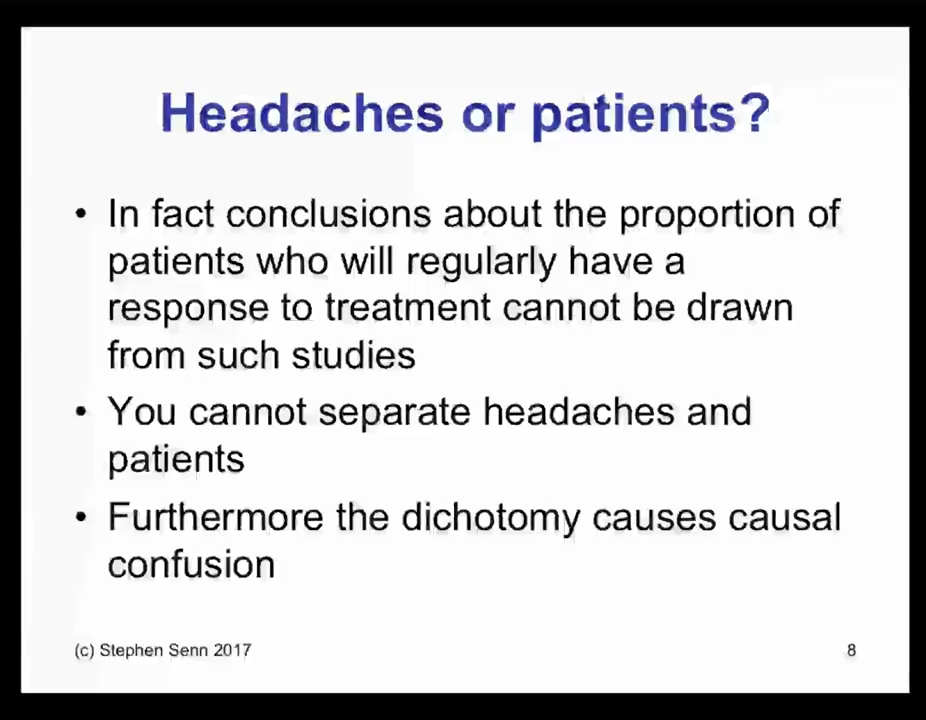 Headaches or patients?
• In fact conclusions about the proportion of
patients who will regularly have a
response to treatment cannot be drawn
from such studies
• You cannot separate headaches and
patients
• Furthermore the dichotomy causes causal
confusion
(c) Stephen Senn 2017
8